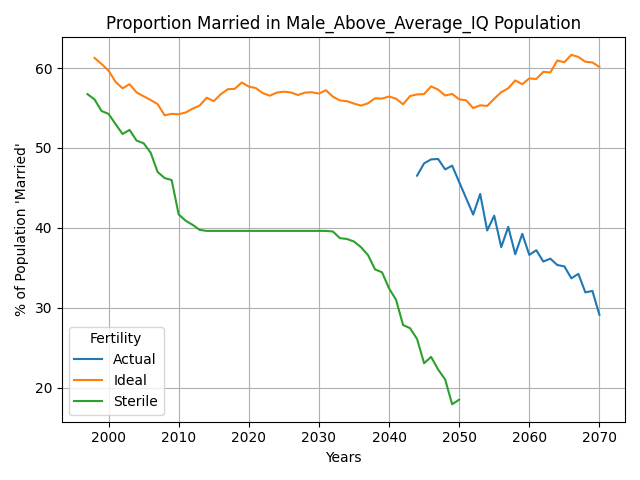 Proportion Married in Male_Above_Average_IQ Population
% of Population 'Married'
60
50
40
30
20
Fertility
Actual
Ideal
Sterile
2000 2010 2020 2030 2040 2050 2060 2070
Years